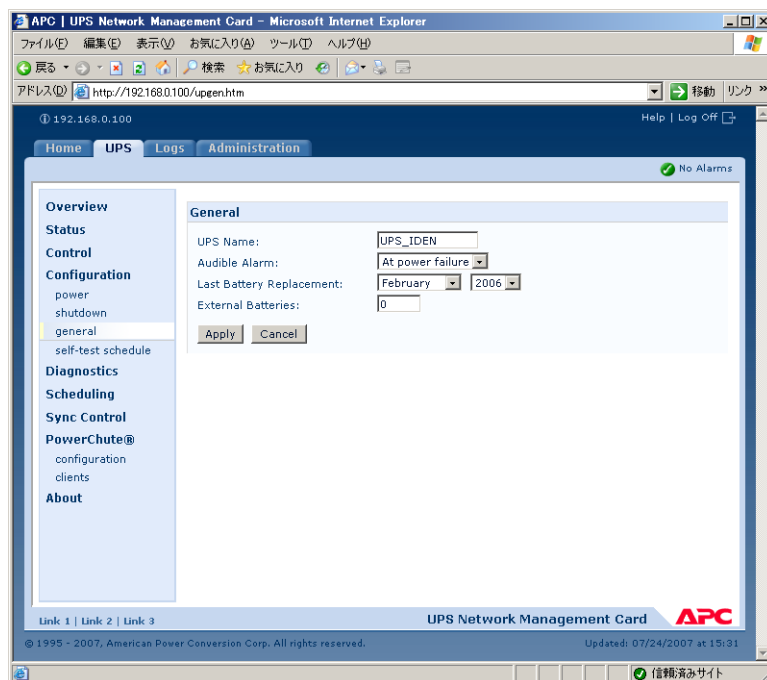 APC | UPS Network Management Card - Microsoft Internet Explorer
ファイル(F) 編集(E) 表示(V) お気に入り(A) ツール(T) ヘルプ(H)
戻る 検索 お気に入り
アドレス(D) http://192.168.0.100/upgen.htm 移動 リンク »
192.168.0.100 Help | Log Off
Home UPS Logs Administration
No Alarms
Overview
Status
Control
Configuration
power
shutdown
general
self-test schedule
Diagnostics
Scheduling
Sync Control
PowerChute®
configuration
clients
About
General
UPS Name: UPS_IDEN
Audible Alarm: At power failure
Last Battery Replacement: February 2006
External Batteries: 0
Apply Cancel
Link 1 | Link 2 | Link 3 UPS Network Management Card APC
© 1995 - 2007, American Power Conversion Corp. All rights reserved. Updated: 07/24/2007 at 15:31
信頼済みサイト